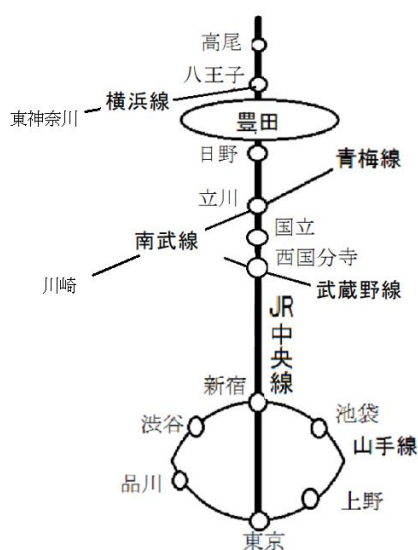 高尾
八王子
横浜線
東神奈川
豊田
日野
青梅線
立川
国立
南武線
西国分寺
川崎
武蔵野線
JR中央線
新宿
渋谷
池袋
山手線
品川
上野
東京